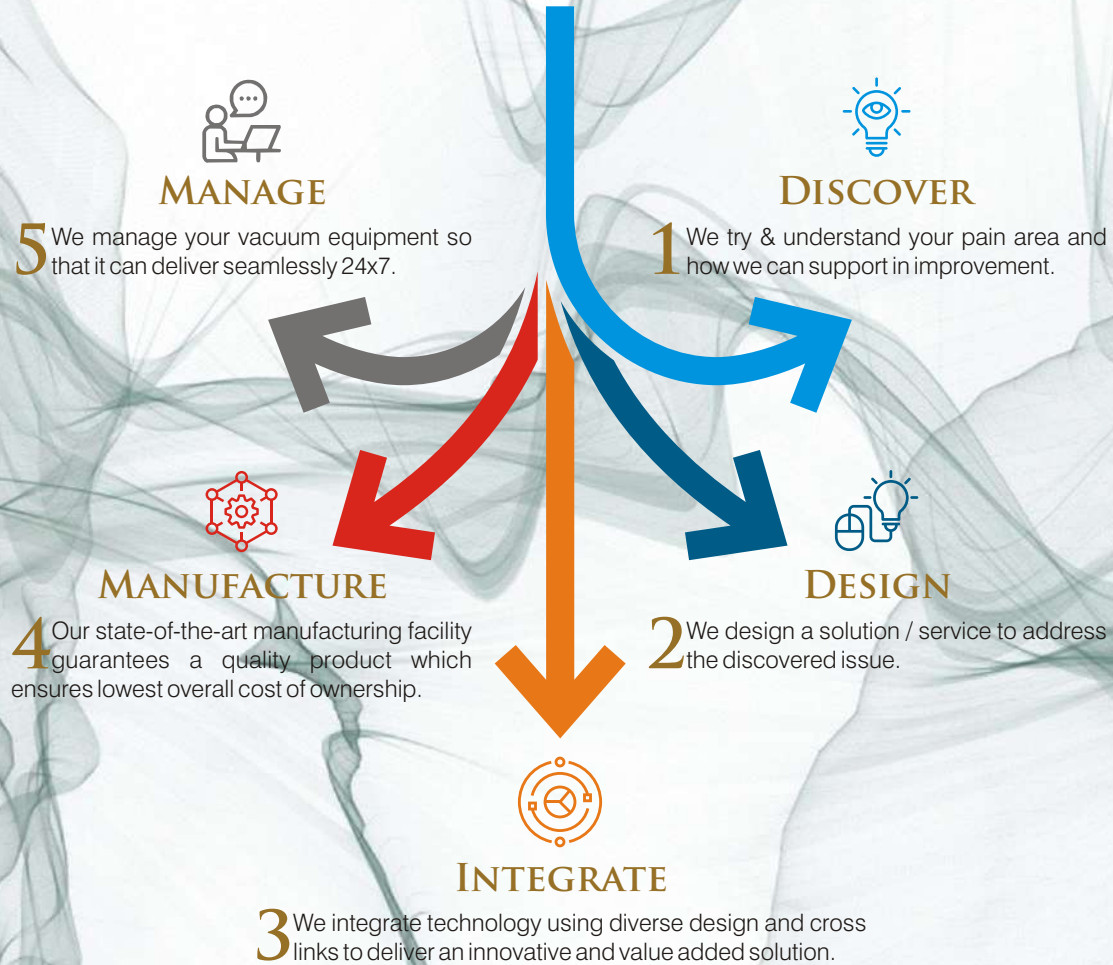 MANAGE
5 We manage your vacuum equipment so
that it can deliver seamlessly 24x7.
DISCOVER
1 We try & understand your pain area and
how we can support in improvement.
MANUFACTURE
4 Our state-of-the-art manufacturing facility
guarantees a quality product which
ensures lowest overall cost of ownership.
DESIGN
2 We design a solution / service to address
the discovered issue.
INTEGRATE
3 We integrate technology using diverse design and cross
links to deliver an innovative and value added solution.